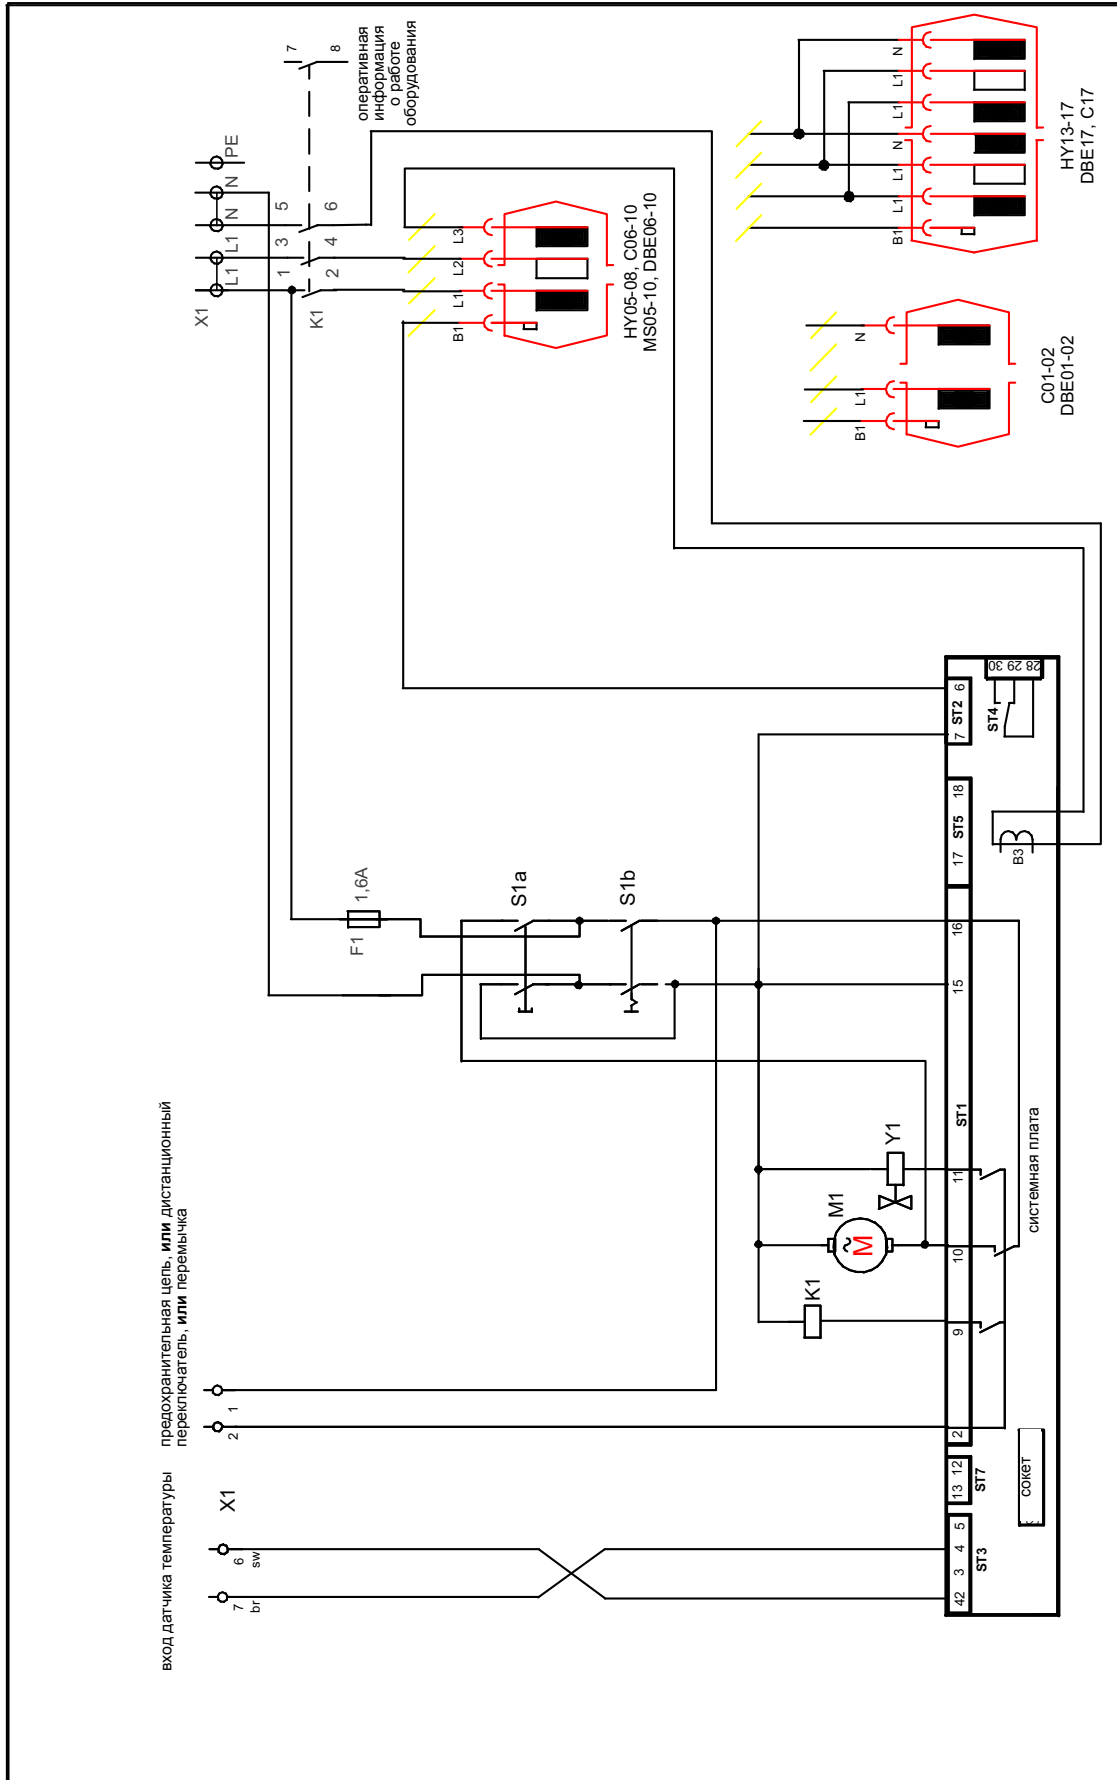 вход датчика температуры
предохранительная цепь, или дистанционный
переключатель, или перемычка
X1
7
br
6
sw
2
1
X1
L1
L1
N
N
PE
1
3
5
K1
2
4
6
7
8
оперативная
информация
о работе
оборудования
F1
1,6A
S1a
S1b
B1
L1
L2
L3
HY05-08, C06-10
MS05-10, DBE06-10
B1
L1
L1
N
L1
L1
N
HY13-17
DBE17, C17
B1
L1
N
C01-02
DBE01-02
K1
M1
M
~
Y1
42
3
4
5
ST3
13
12
ST7
2
9
10
11
ST1
15
16
17
ST5
18
7
ST2
6
ST4
28 29 30
B3
сокет
системная плата